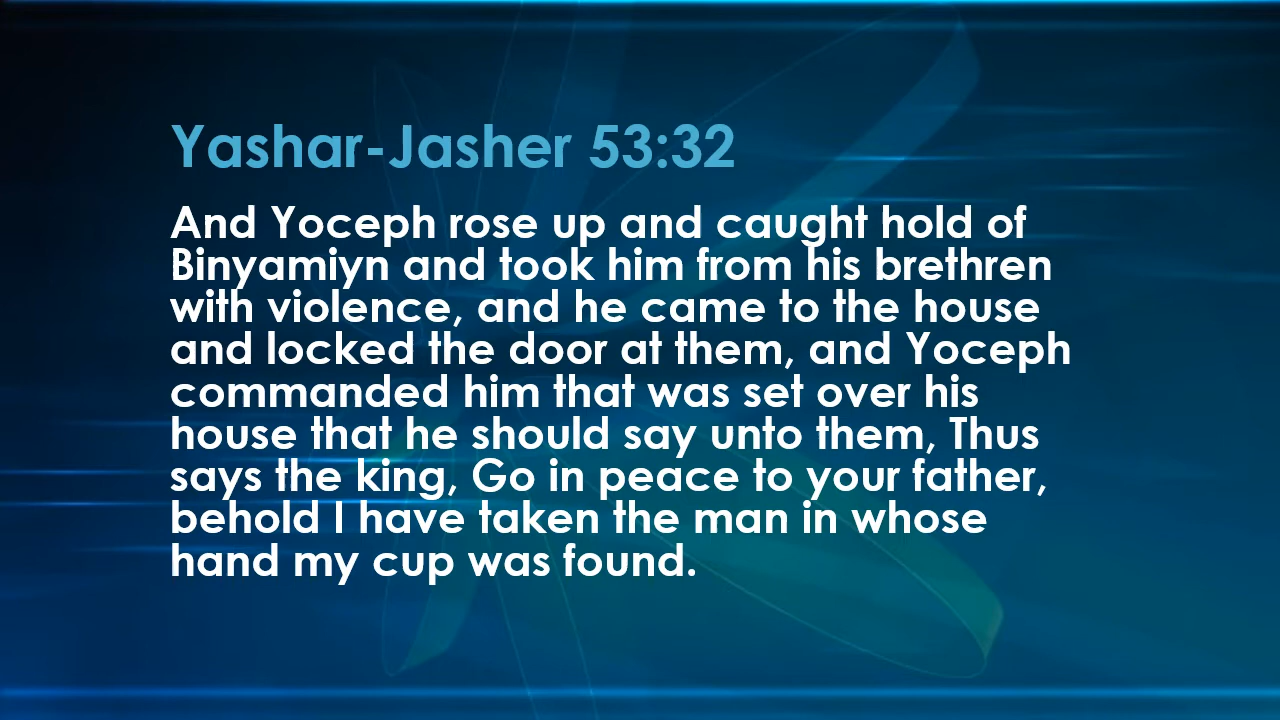 Yashar-Jasher 53:32
And Yoceph rose up and caught hold of
Binyamiyn and took him from his brethren
with violence, and he came to the house
and locked the door at them, and Yoceph
commanded him that was set over his
house that he should say unto them, Thus
says the king, Go in peace to your father,
behold I have taken the man in whose
hand my cup was found.